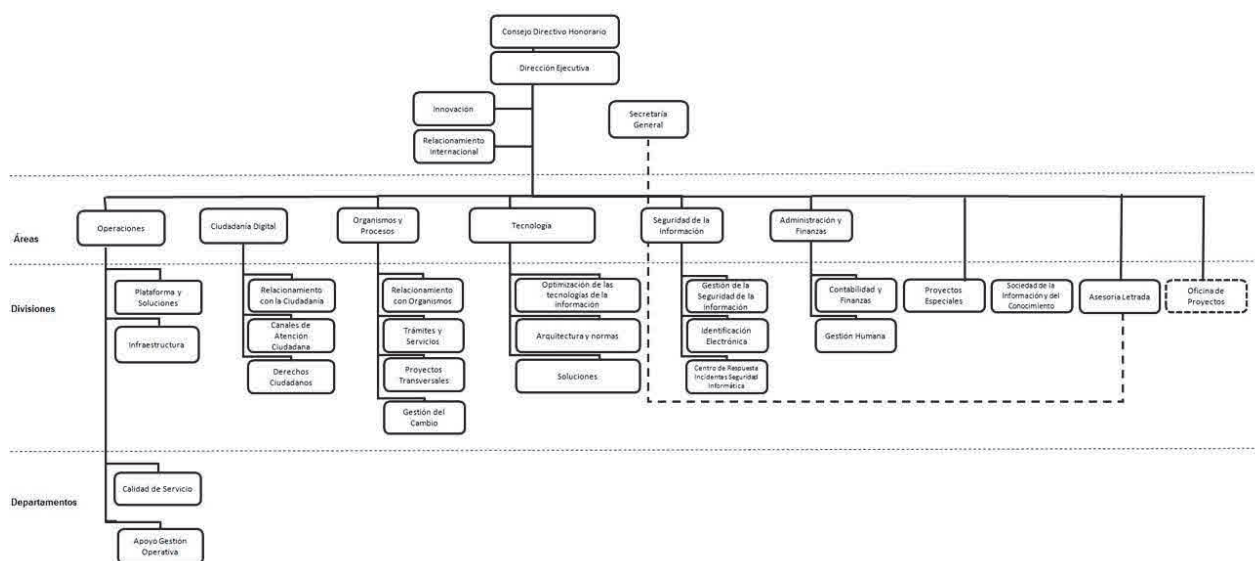 Consejo Directivo Honorario
Dirección Ejecutiva
Innovación
Secretaría
General
Relacionamiento
Internacional
Áreas
Operaciones
Ciudadanía Digital
Organismos y
Procesos
Tecnología
Seguridad de la
Información
Administración y
Finanzas
Divisiones
Plataforma y
Soluciones
Infraestructura
Relacionamiento
con la Ciudadanía
Canales de
Atención
Ciudadana
Derechos
Ciudadanos
Relacionamiento
con Organismos
Trámites y
Servicios
Proyectos
Transversales
Gestión del
Cambio
Optimización de las
tecnologías de la
información
Arquitectura y normas
Soluciones
Gestión de la
Seguridad de la
Información
Identificación
Electrónica
Centro de Respuesta
Incidentes Seguridad
Informática
Contabilidad y
Finanzas
Gestión Humana
Proyectos
Especiales
Sociedad de la
Información y del
Conocimiento
Asesoría Letrada
Oficina de
Proyectos
Departamentos
Calidad de Servicio
Apoyo Gestión
Operativa